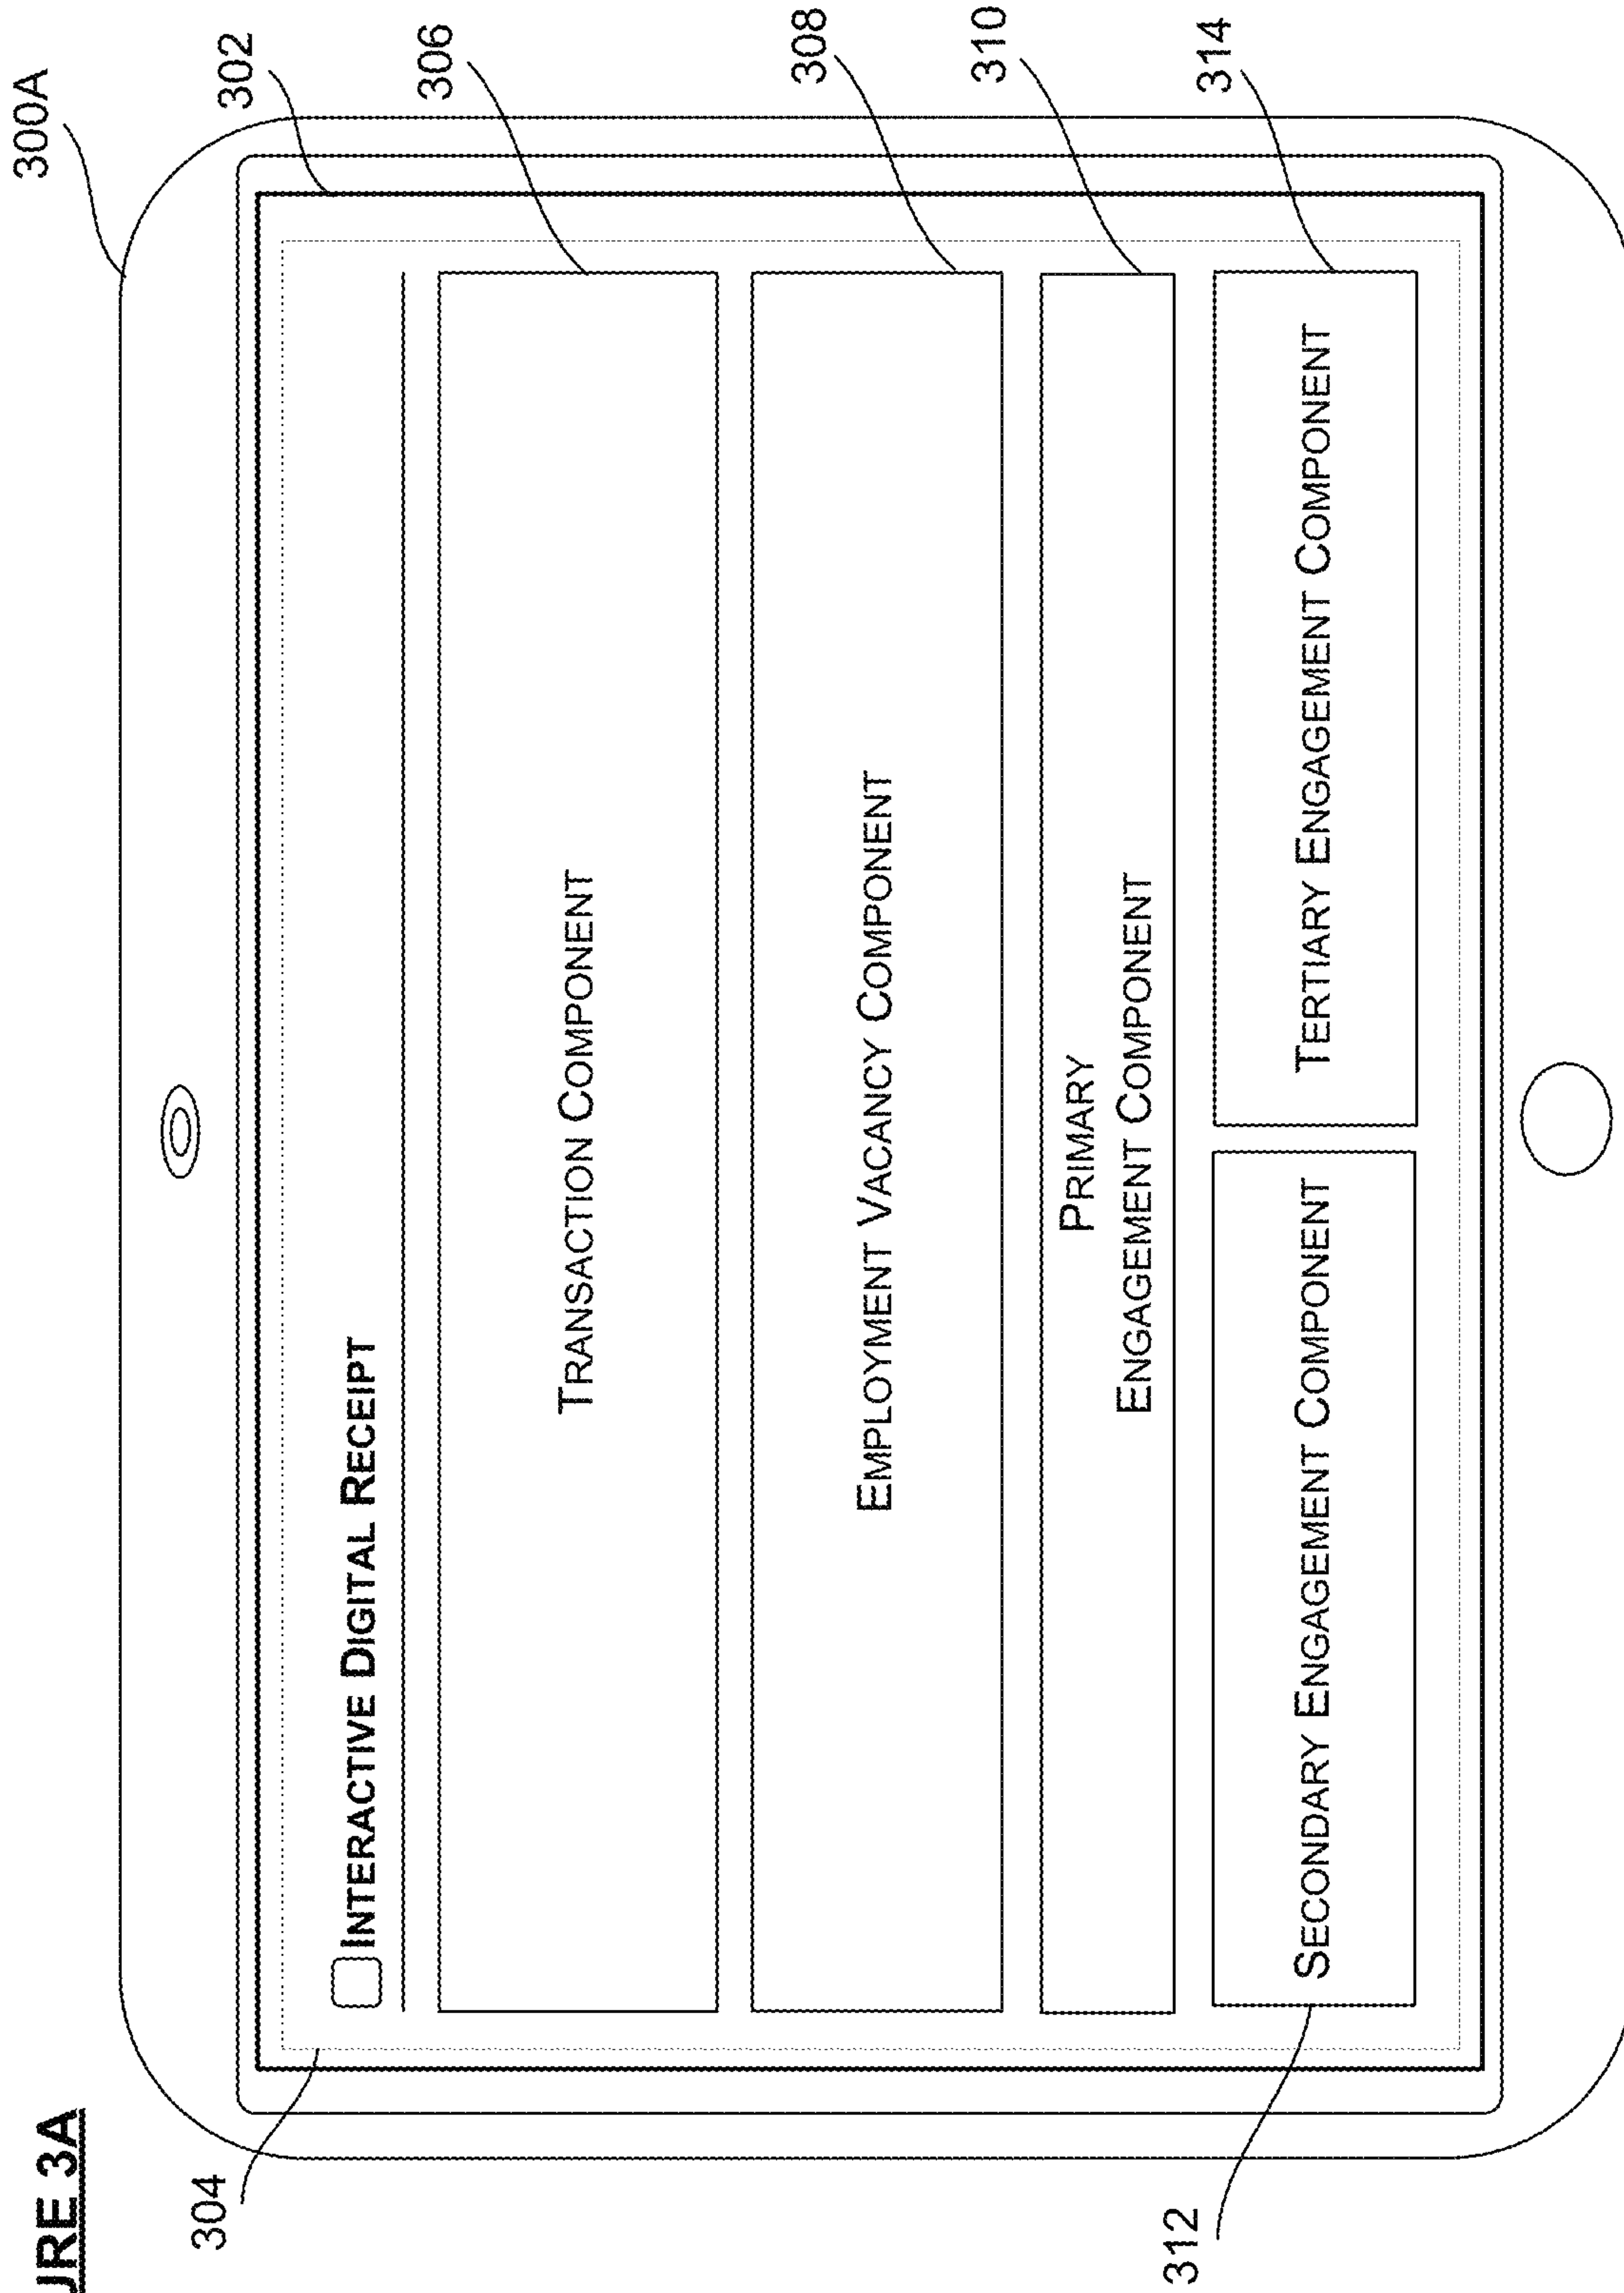 JRE 3A
300A
302
304
INTERACTIVE DIGITAL RECEIPT
306
TRANSACTION COMPONENT
308
EMPLOYMENT VACANCY COMPONENT
310
PRIMARY
ENGAGEMENT COMPONENT
312
SECONDARY ENGAGEMENT COMPONENT
314
TERTIARY ENGAGEMENT COMPONENT